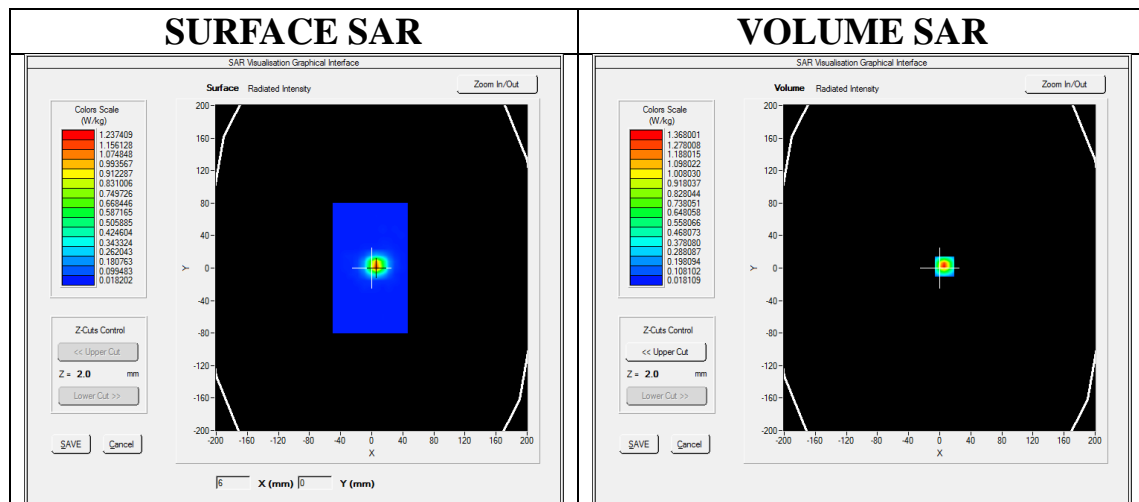 SURFACE SAR
SAR Visualisation Graphical Interface
Surface Radiated Intensity
Zoom In/Out
Colors Scale
(W/kg)
1.237409
1.156128
1.074848
0.993567
0.912287
0.831006
0.749726
0.668446
0.587165
0.505885
0.424604
0.343324
0.262043
0.180763
0.099483
0.018202
Z-Cuts Control
<< Upper Cut
Z = 2.0 mm
Lower Cut >>
SAVE Cancel
200
160
120
80
40
0
-40
-80
-120
-160
-200
Y
-200 -160 -120 -80 -40 0 40 80 120 160 200
X
6 X (mm) 0 Y (mm)
VOLUME SAR
SAR Visualisation Graphical Interface
Volume Radiated Intensity
Zoom In/Out
Colors Scale
(W/kg)
1.368001
1.278008
1.188015
1.098022
1.008030
0.918037
0.828044
0.738051
0.648058
0.558066
0.468073
0.378080
0.288087
0.198094
0.108102
0.018109
Z-Cuts Control
<< Upper Cut
Z = 2.0 mm
Lower Cut >>
SAVE Cancel
200
160
120
80
40
0
-40
-80
-120
-160
-200
Y
-200 -160 -120 -80 -40 0 40 80 120 160 200
X